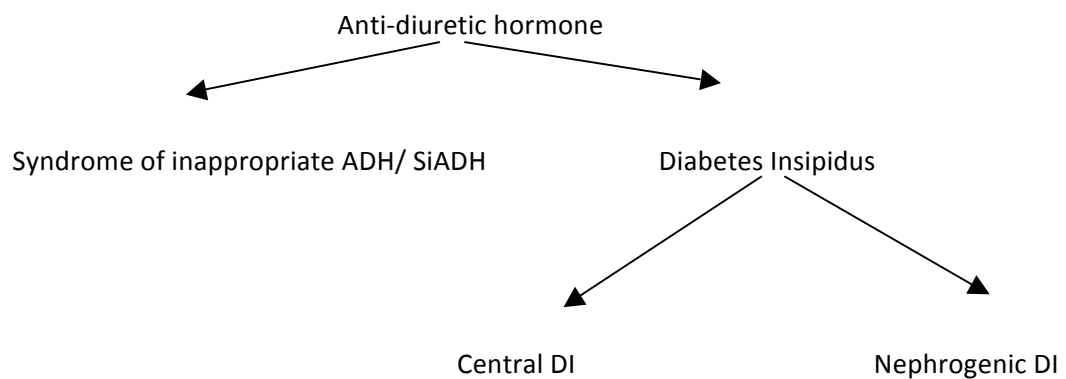 Anti-diuretic hormone
Syndrome of inappropriate ADH/ SiADH
Diabetes Insipidus
Central DI
Nephrogenic DI